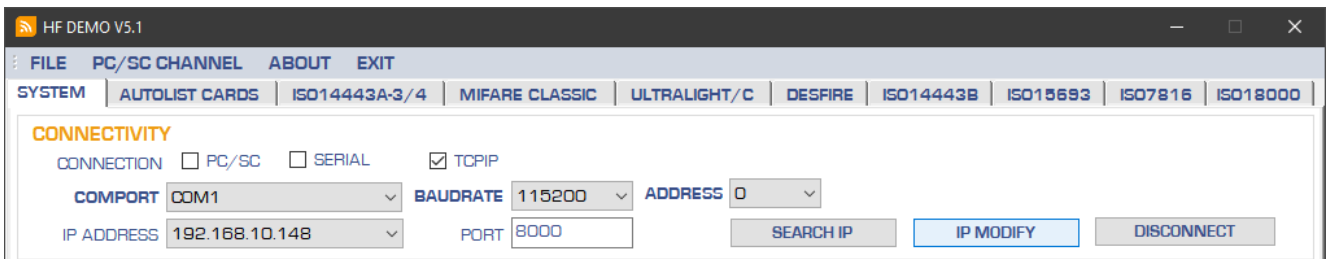 HF DEMO V5.1
FILE PC/SC CHANNEL ABOUT EXIT
SYSTEM AUTOLIST CARDS ISO14443A-3/4 MIFARE CLASSIC ULTRALIGHT/C DESFIRE ISO14443B ISO15693 ISO7816 ISO18000
CONNECTIVITY
CONNECTION PC/SC SERIAL TCPIP
COMPORT COM1 BAUDRATE 115200 ADDRESS 0
IP ADDRESS 192.168.10.148 PORT 8000 SEARCH IP IP MODIFY DISCONNECT